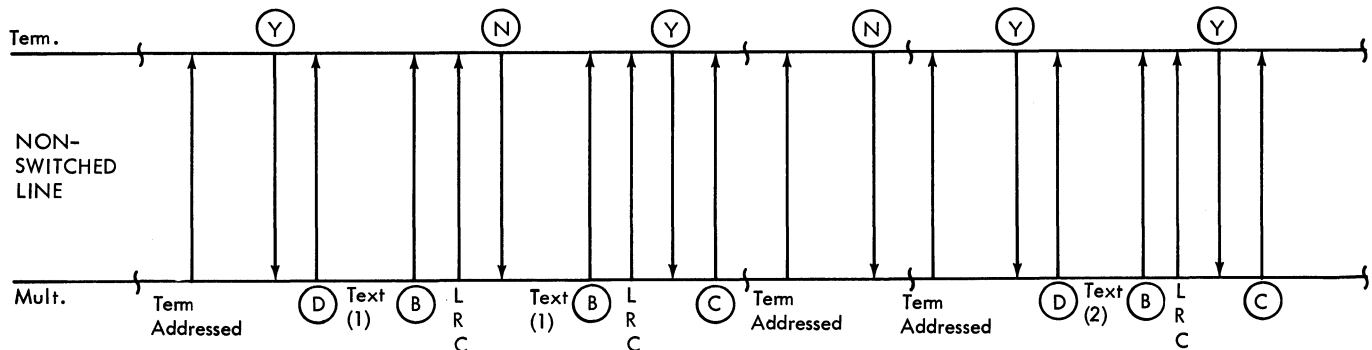 Term.
Y N Y N Y Y
NON-
SWITCHED
LINE
Mult.
Term
Addressed
D
Text
(1)
B
L
R
C
Text
(1)
B
L
R
C
C
Term
Addressed
Term
Addressed
D
Text
(2)
B
L
R
C
C